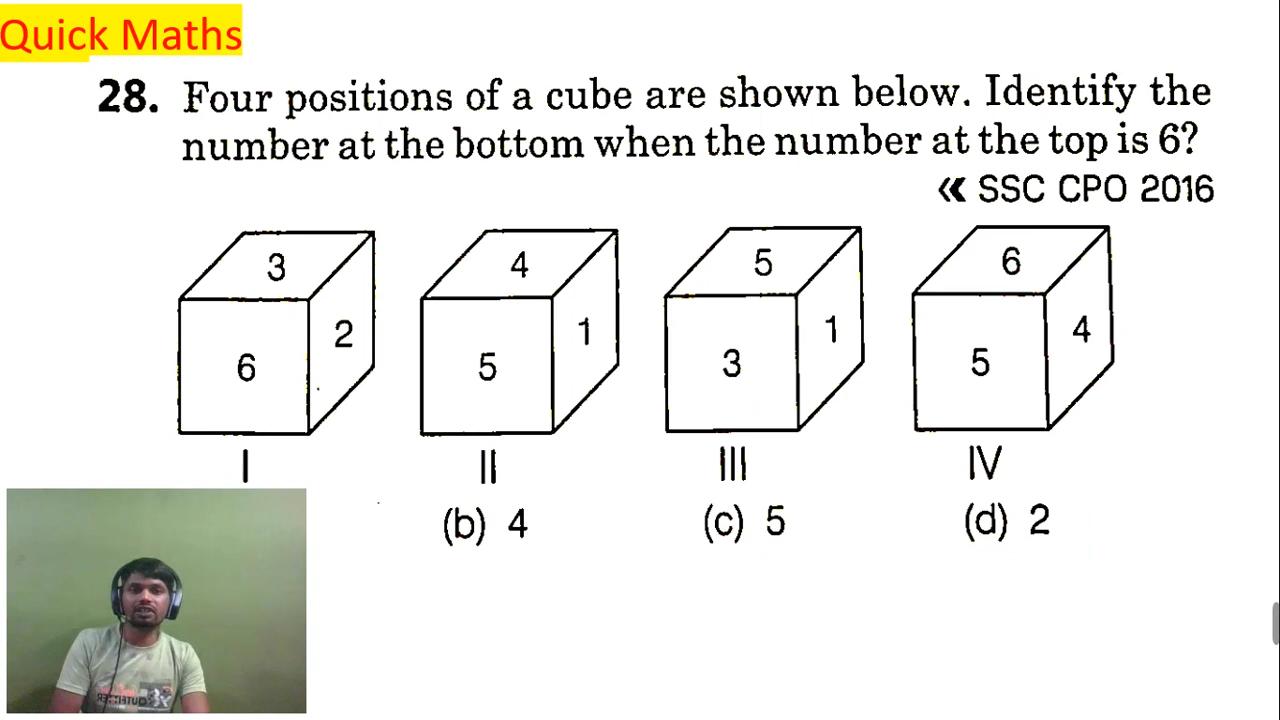 Quick Maths
28. Four positions of a cube are shown below. Identify the
number at the bottom when the number at the top is 6?
« SSC CPO 2016
3 4 5 6
2 1 1 4
6 5 3 5
I II III IV
(b) 4 (c) 5 (d) 2